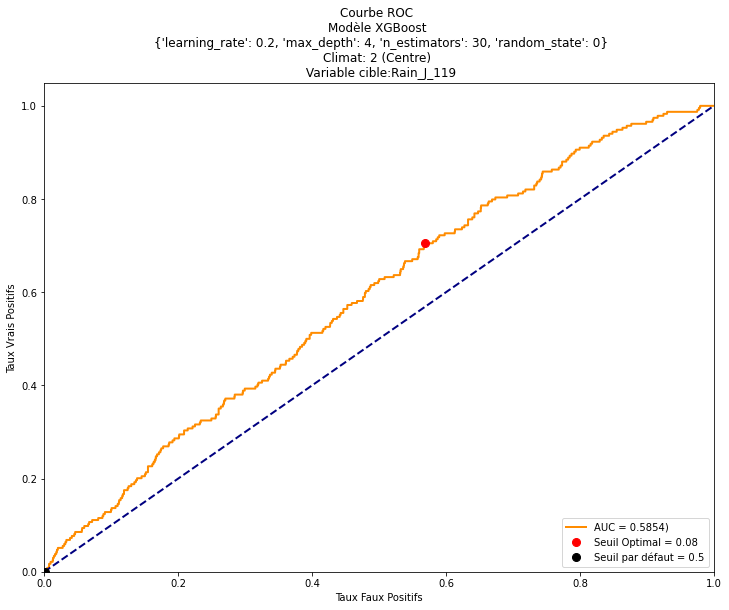 Courbe ROC
Modèle XGBoost
{'learning_rate': 0.2, 'max_depth': 4, 'n_estimators': 30, 'random_state': 0}
Climat: 2 (Centre)
Variable cible:Rain_J_119
1.0
0.8
0.6
0.4
0.2
0.0
Taux Vrais Positifs
0.0 0.2 0.4 0.6 0.8 1.0
Taux Faux Positifs
AUC = 0.5854)
Seuil Optimal = 0.08
Seuil par défaut = 0.5